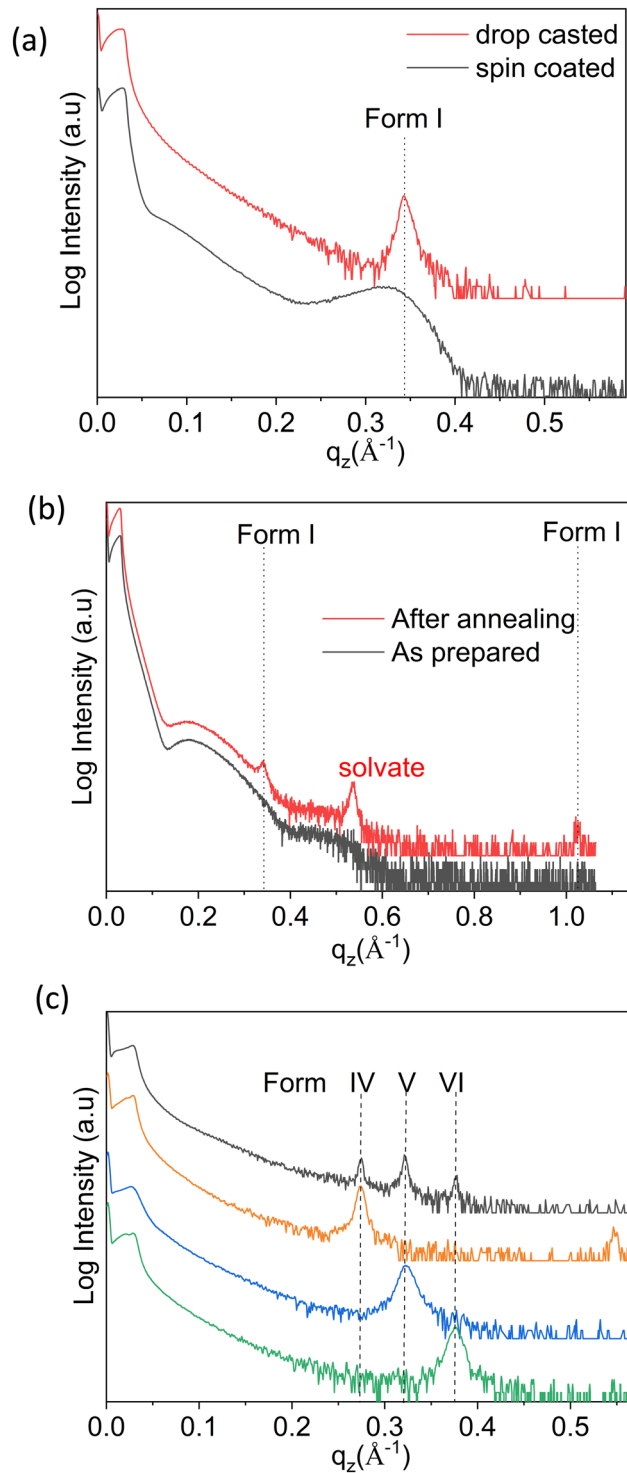 (a)
drop casted
spin coated
Form I
Log Intensity (a.u)
0.0 0.1 0.2 0.3 0.4 0.5
q_z(Å^-1)
(b)
Form I Form I
After annealing
As prepared
solvate
Log Intensity (a.u)
0.0 0.2 0.4 0.6 0.8 1.0
q_z(Å^-1)
(c)
Form IV V VI
Log Intensity (a.u)
0.0 0.1 0.2 0.3 0.4 0.5
q_z(Å^-1)